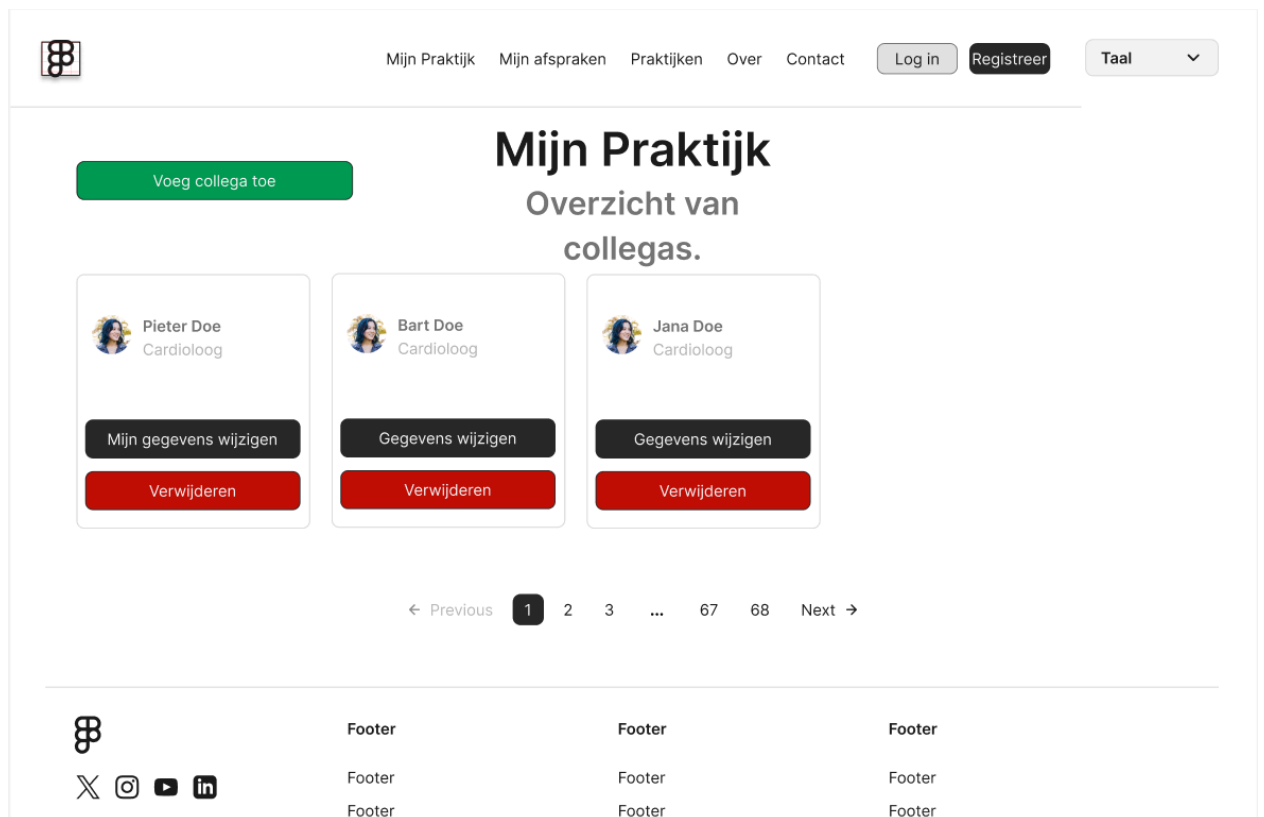 Mijn Praktijk Mijn afspraken Praktijken Over Contact Log in Registreer Taal
Mijn Praktijk
Voeg collega toe
Overzicht van
collegas.
Pieter Doe
Cardioloog
Mijn gegevens wijzigen
Verwijderen
Bart Doe
Cardioloog
Gegevens wijzigen
Verwijderen
Jana Doe
Cardioloog
Gegevens wijzigen
Verwijderen
← Previous 1 2 3 ... 67 68 Next →
Footer Footer Footer
Footer Footer Footer
Footer Footer Footer